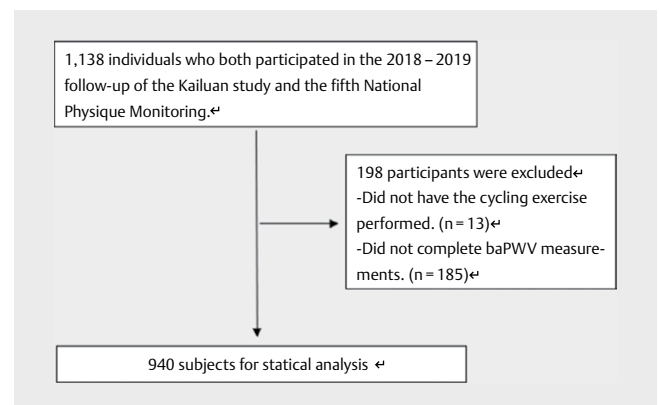 1,138 individuals who both participated in the 2018 – 2019
follow-up of the Kailuan study and the fifth National
Physique Monitoring.↵
198 participants were excluded↵
-Did not have the cycling exercise
performed. (n = 13)↵
-Did not complete baPWV measure-
ments. (n = 185)↵
940 subjects for statical analysis ↵